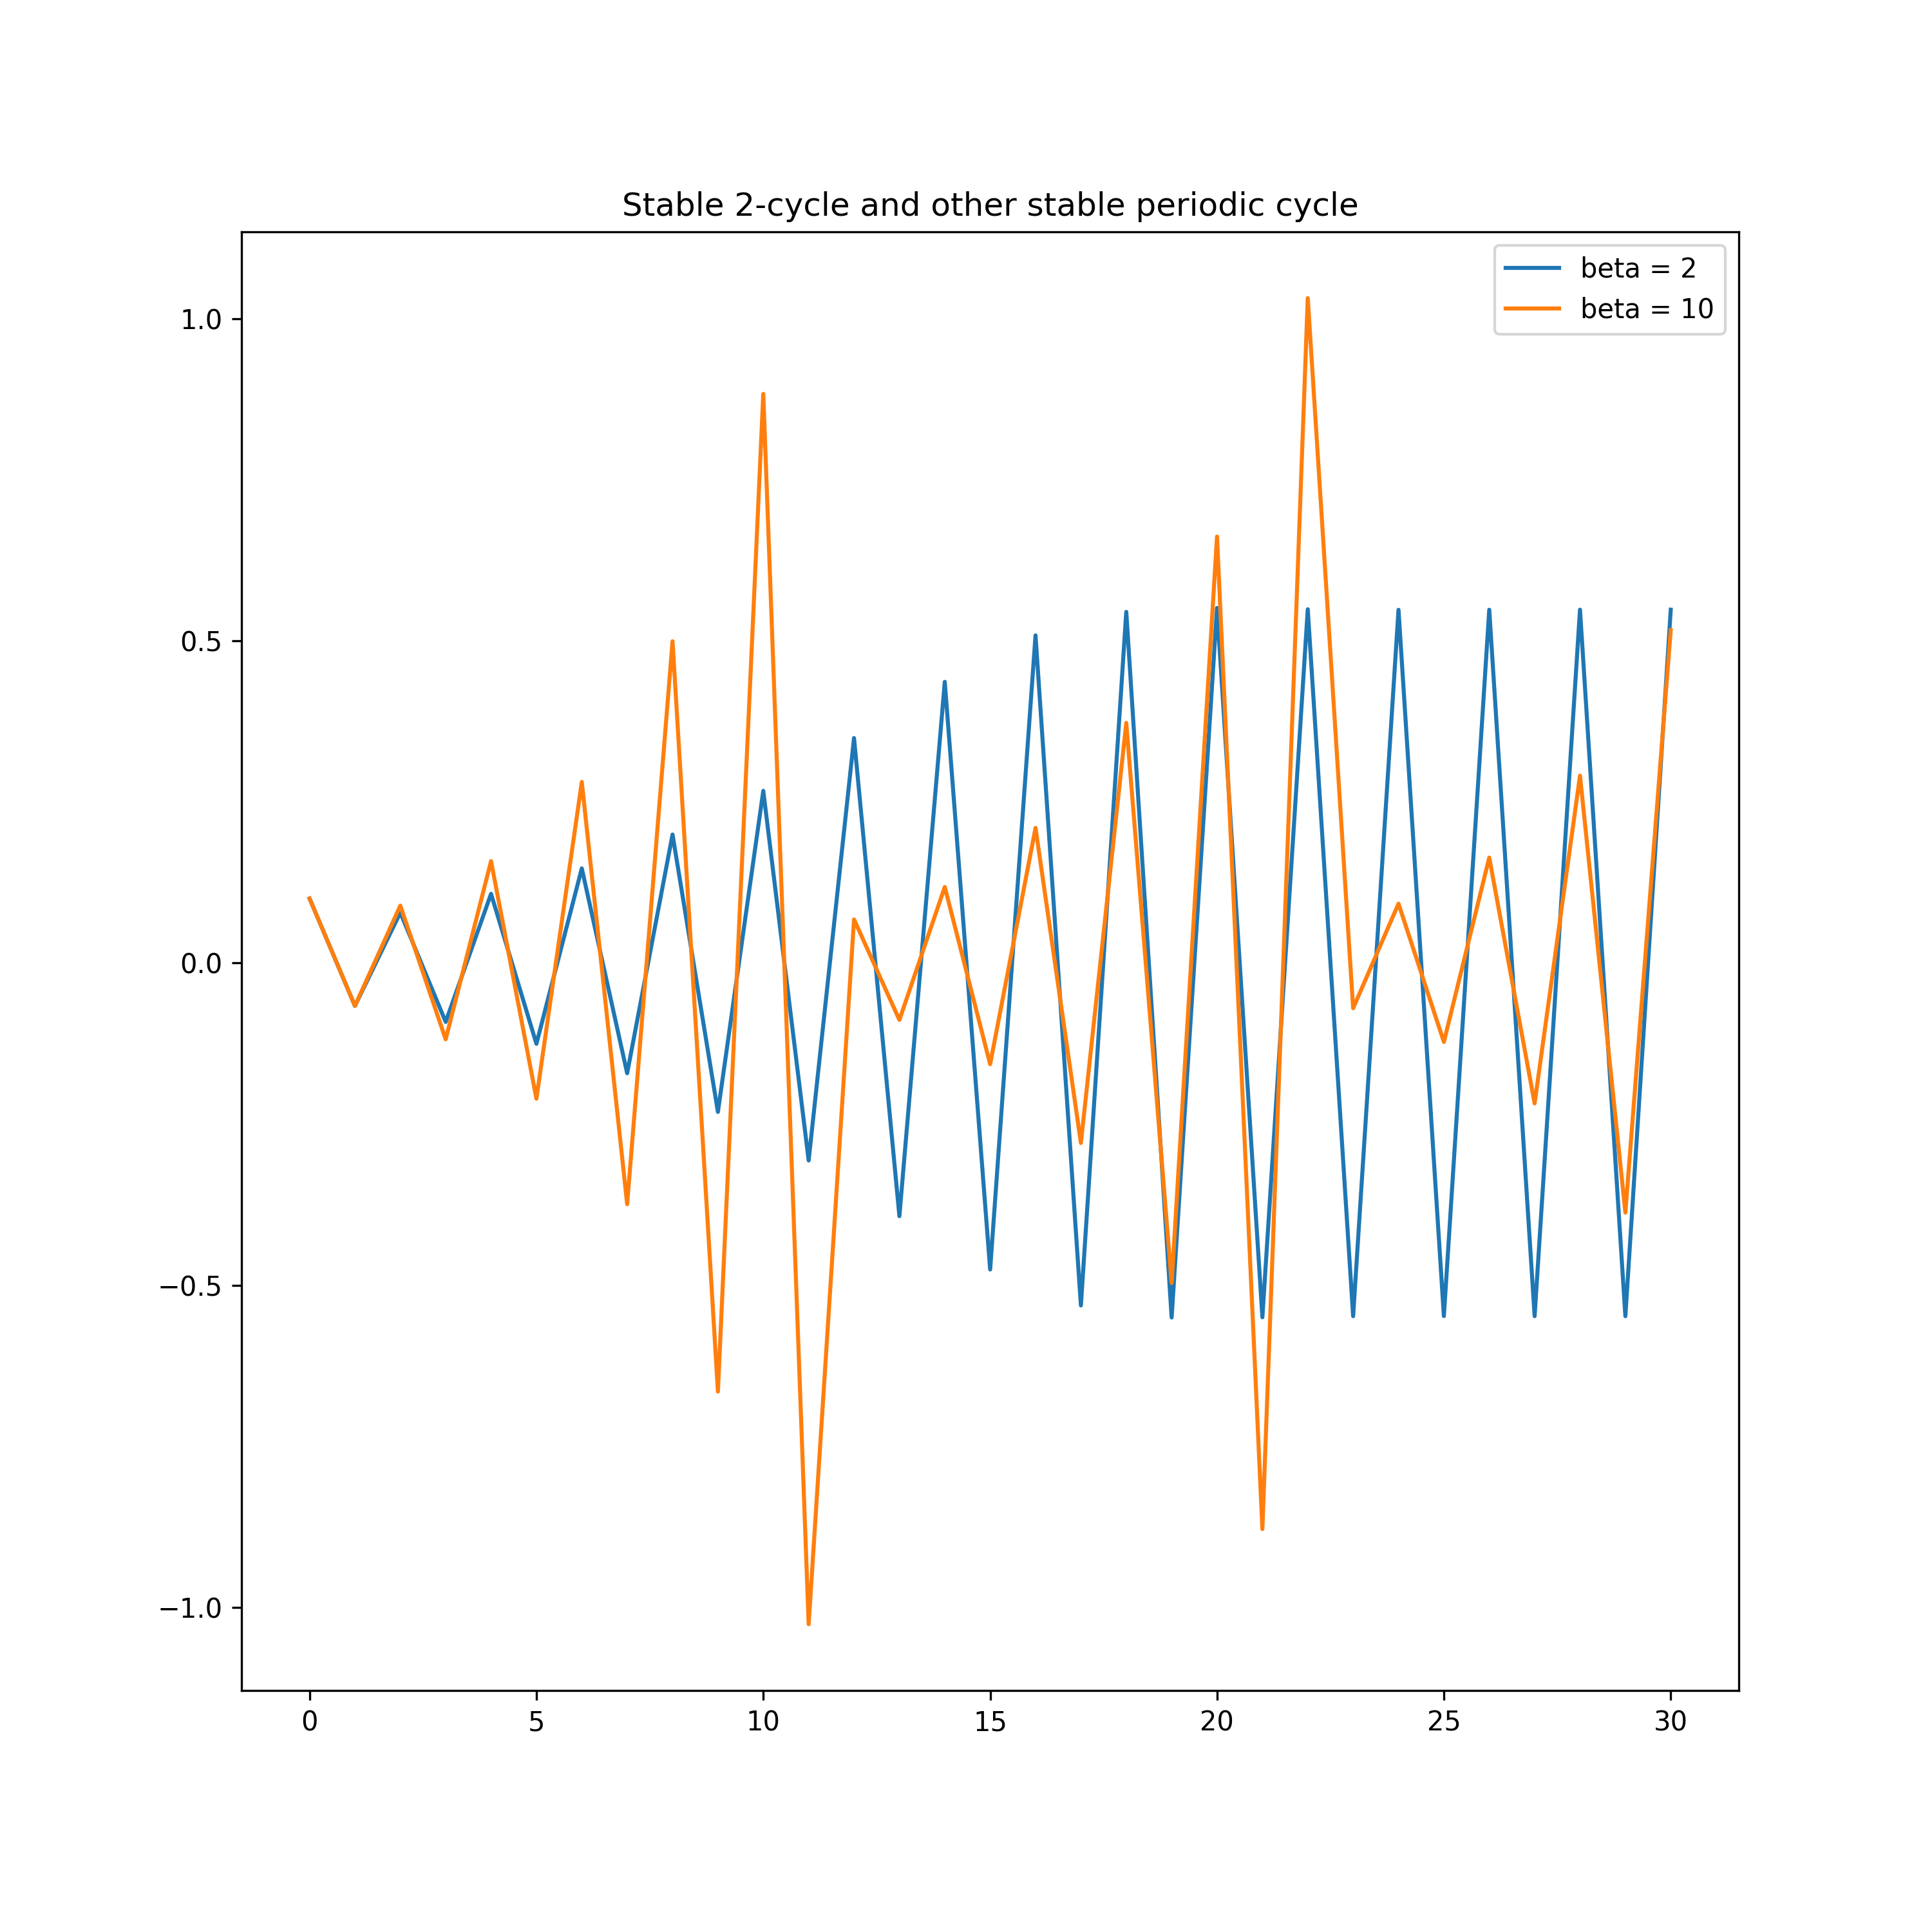 Stable 2-cycle and other stable periodic cycle
beta = 2
beta = 10
1.0
0.5
0.0
−0.5
−1.0
0 5 10 15 20 25 30